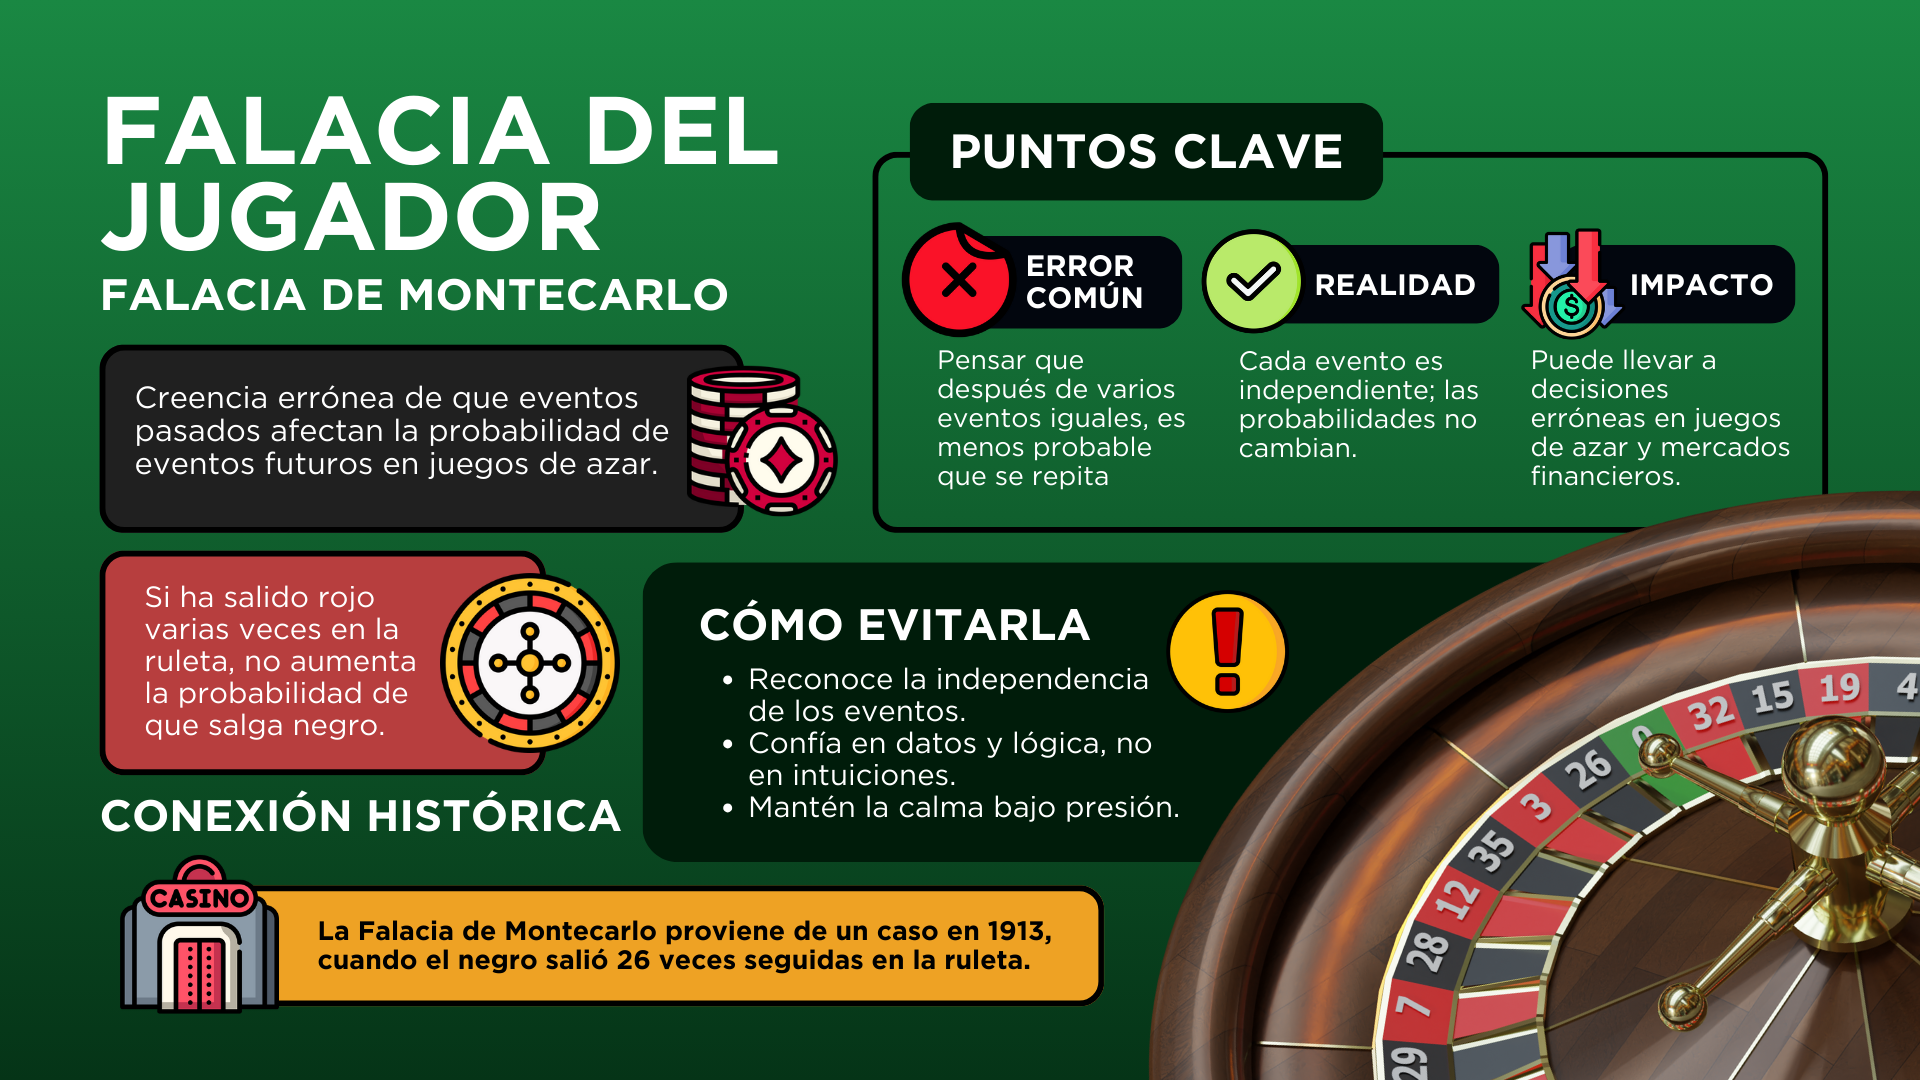 FALACIA DEL
JUGADOR
FALACIA DE MONTECARLO
Creencia errónea de que eventos
pasados afectan la probabilidad de
eventos futuros en juegos de azar.
Si ha salido rojo
varias veces en la
ruleta, no aumenta
la probabilidad de
que salga negro.
PUNTOS CLAVE
ERROR
COMÚN
Pensar que
después de varios
eventos iguales, es
menos probable
que se repita
REALIDAD
Cada evento es
independiente; las
probabilidades no
cambian.
IMPACTO
$
Puede llevar a
decisiones
erróneas en juegos
de azar y mercados
financieros.
CÓMO EVITARLA
• Reconoce la independencia
de los eventos.
• Confía en datos y lógica, no
en intuiciones.
• Mantén la calma bajo presión.
CONEXIÓN HISTÓRICA
CASINO
La Falacia de Montecarlo proviene de un caso en 1913,
cuando el negro salió 26 veces seguidas en la ruleta.
29 7 28 12 35 3 26 0 32 15 19 4